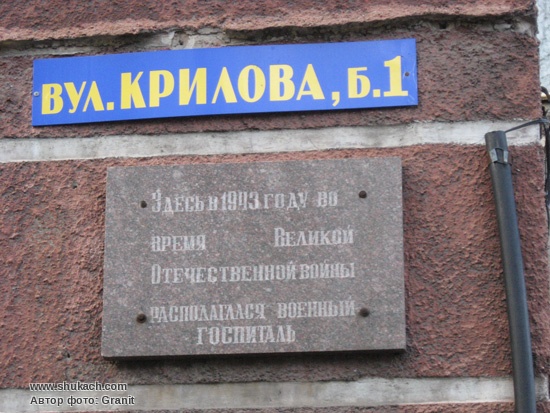 ВУЛ. КРИЛОВА, Б.1
Здесь в 1943 году во
время Великой
Отечественной войны
располагался военный
госпиталь
www.shukach.com
Автор фото: Granit